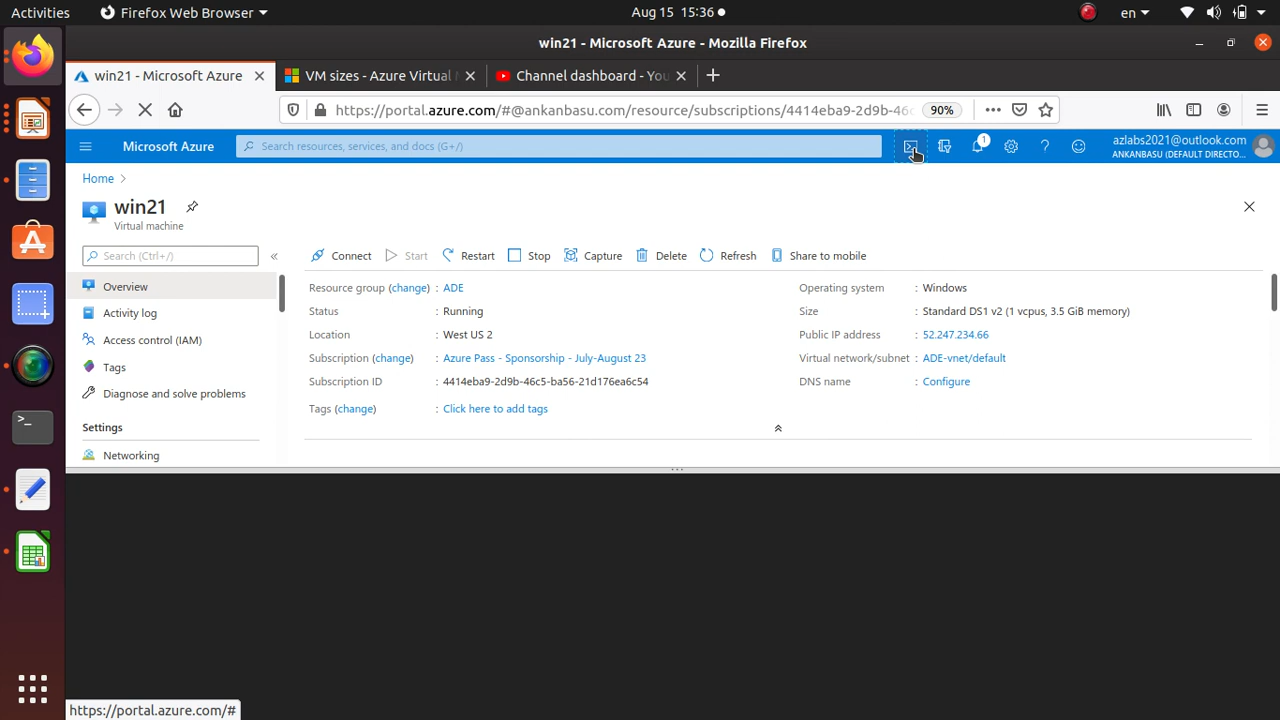 Activities Firefox Web Browser Aug 15 15:36 en
win21 - Microsoft Azure - Mozilla Firefox
win21 - Microsoft Azure VM sizes - Azure Virtual Channel dashboard - You
https://portal.azure.com/#@ankanbasu.com/resource/subscriptions/4414eba9-2d9b-46c 90%
Microsoft Azure Search resources, services, and docs (G+/) 1 azlabs2021@outlook.com
ANKANBASU (DEFAULT DIRECTO...
Home
win21
Virtual machine
Search (Ctrl+/) Connect Start Restart Stop Capture Delete Refresh Share to mobile
Overview
Activity log
Access control (IAM)
Tags
Diagnose and solve problems
Settings
Networking
Resource group (change) : ADE
Status : Running
Location : West US 2
Subscription (change) : Azure Pass - Sponsorship - July-August 23
Subscription ID : 4414eba9-2d9b-46c5-ba56-21d176ea6c54
Tags (change) : Click here to add tags
Operating system : Windows
Size : Standard DS1 v2 (1 vcpus, 3.5 GiB memory)
Public IP address : 52.247.234.66
Virtual network/subnet : ADE-vnet/default
DNS name : Configure
https://portal.azure.com/#